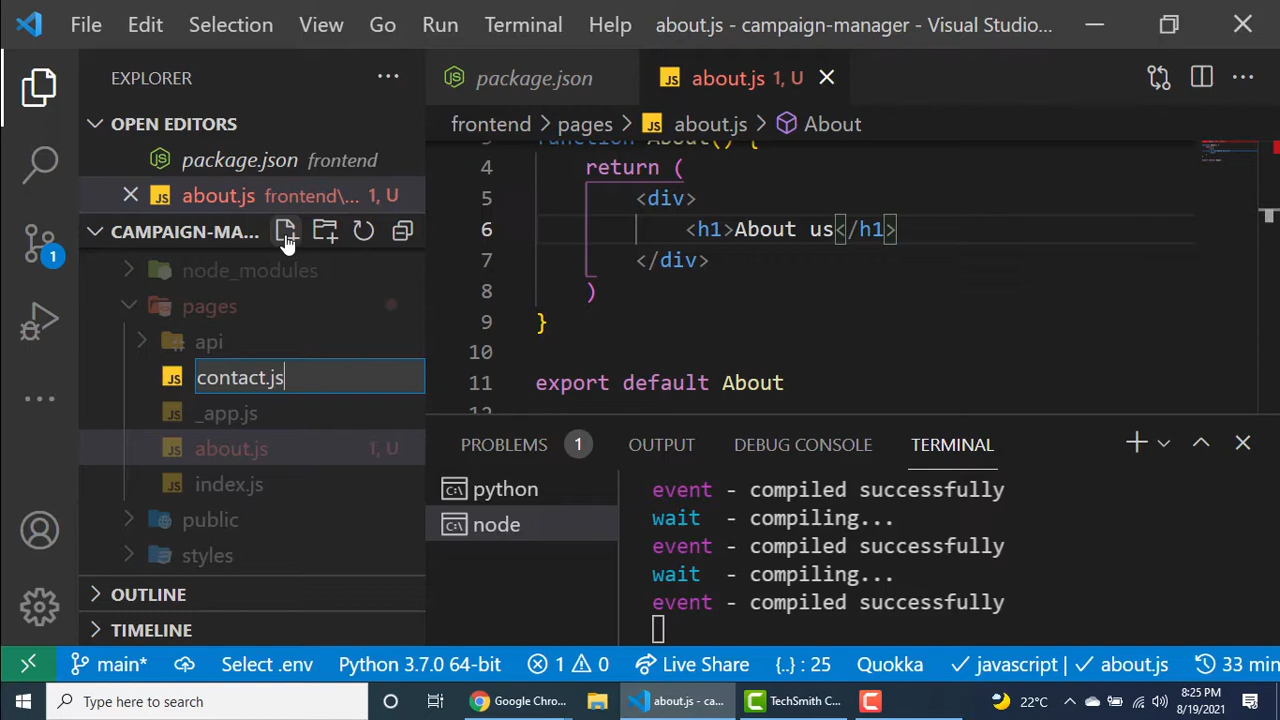 File Edit Selection View Go Run Terminal Help about.js - campaign-manager - Visual Studio...
EXPLORER
OPEN EDITORS
package.json frontend
about.js frontend\... 1, U
CAMPAIGN-MA...
node_modules
pages
api
contact.js
_app.js
about.js 1, U
index.js
public
styles
OUTLINE
TIMELINE
package.json
about.js 1, U
frontend > pages > JS about.js > About
function About() {
4 return (
5 <div>
6 <h1>About us</h1>
7 </div>
8 )
9 }
10
11 export default About
12
PROBLEMS 1 OUTPUT DEBUG CONSOLE TERMINAL
python
node
event - compiled successfully
wait - compiling...
event - compiled successfully
wait - compiling...
event - compiled successfully
1
main* Select .env Python 3.7.0 64-bit 1 0 Live Share {..} : 25 Quokka javascript | about.js 33 min
Type here to search
Google Chro...
about.js - ca...
TechSmith C...
22°C
8:25 PM
8/19/2021